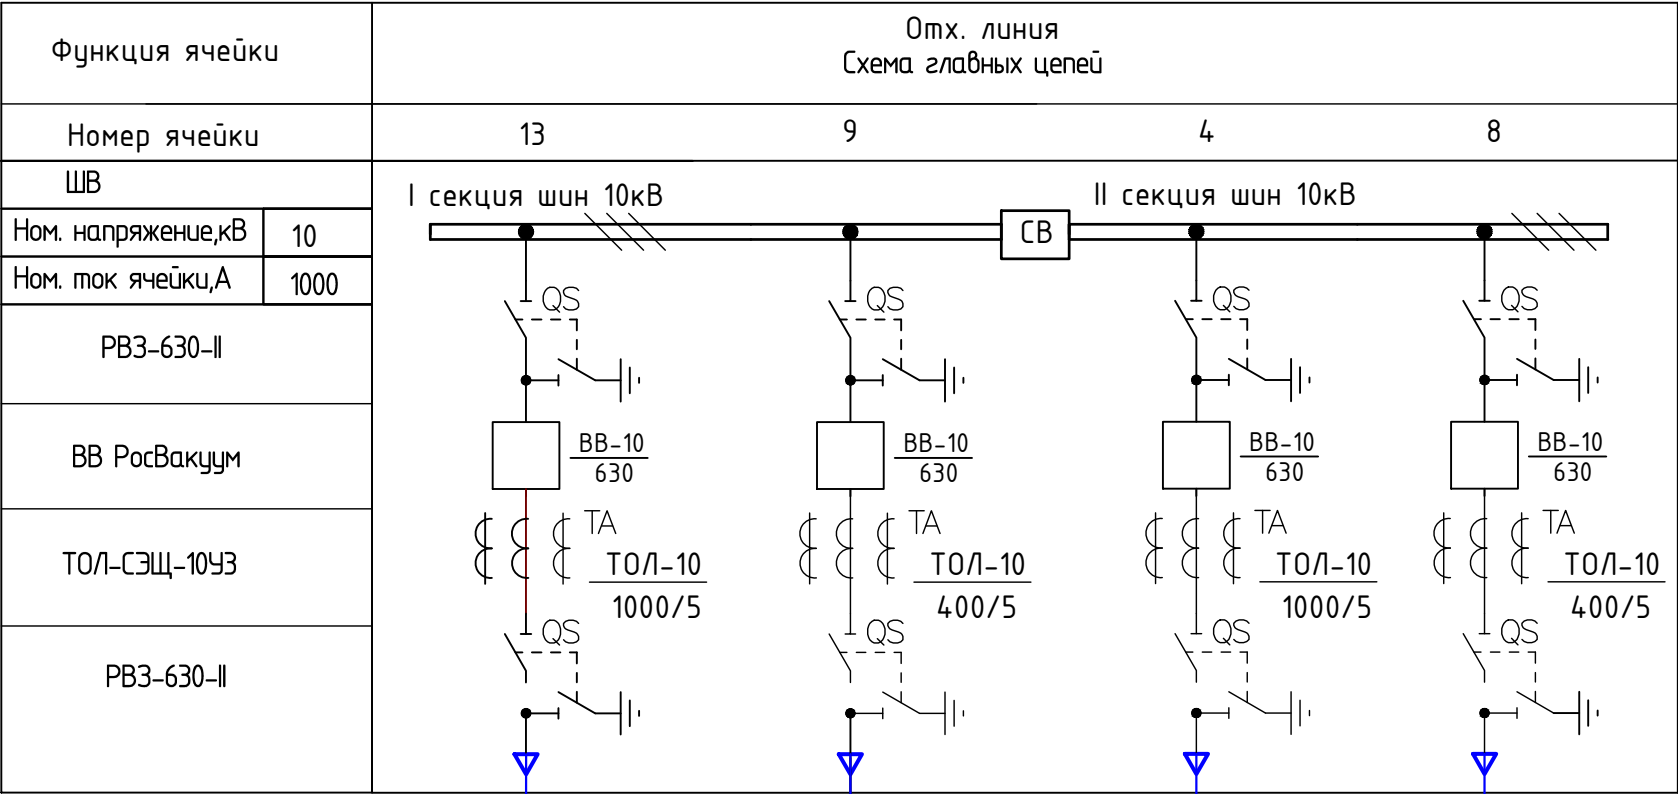 Функция ячейки
Отх. линия
Схема главных цепей
Номер ячейки
13
9
4
8
ШВ
I секция шин 10кВ
II секция шин 10кВ
Ном. напряжение,кВ
10
СВ
Ном. ток ячейки,А
1000
QS
QS
QS
QS
РВЗ-630-II
ВВ РосВакуум
ВВ-10
630
ВВ-10
630
ВВ-10
630
ВВ-10
630
ТОЛ-СЭЩ-10У3
TA
ТОЛ-10
1000/5
TA
ТОЛ-10
400/5
TA
ТОЛ-10
1000/5
TA
ТОЛ-10
400/5
РВЗ-630-II
QS
QS
QS
QS